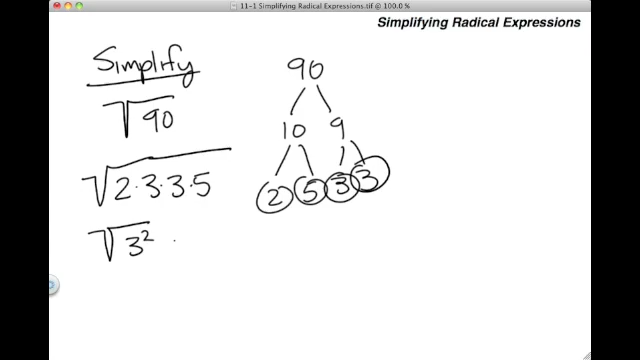 11-1 Simplifying Radical Expressions.tif @ 100.0 %
Simplifying Radical Expressions
Simplify
√90
√2·3·3·5
√3² ·
90
10 9
2 5 3 3